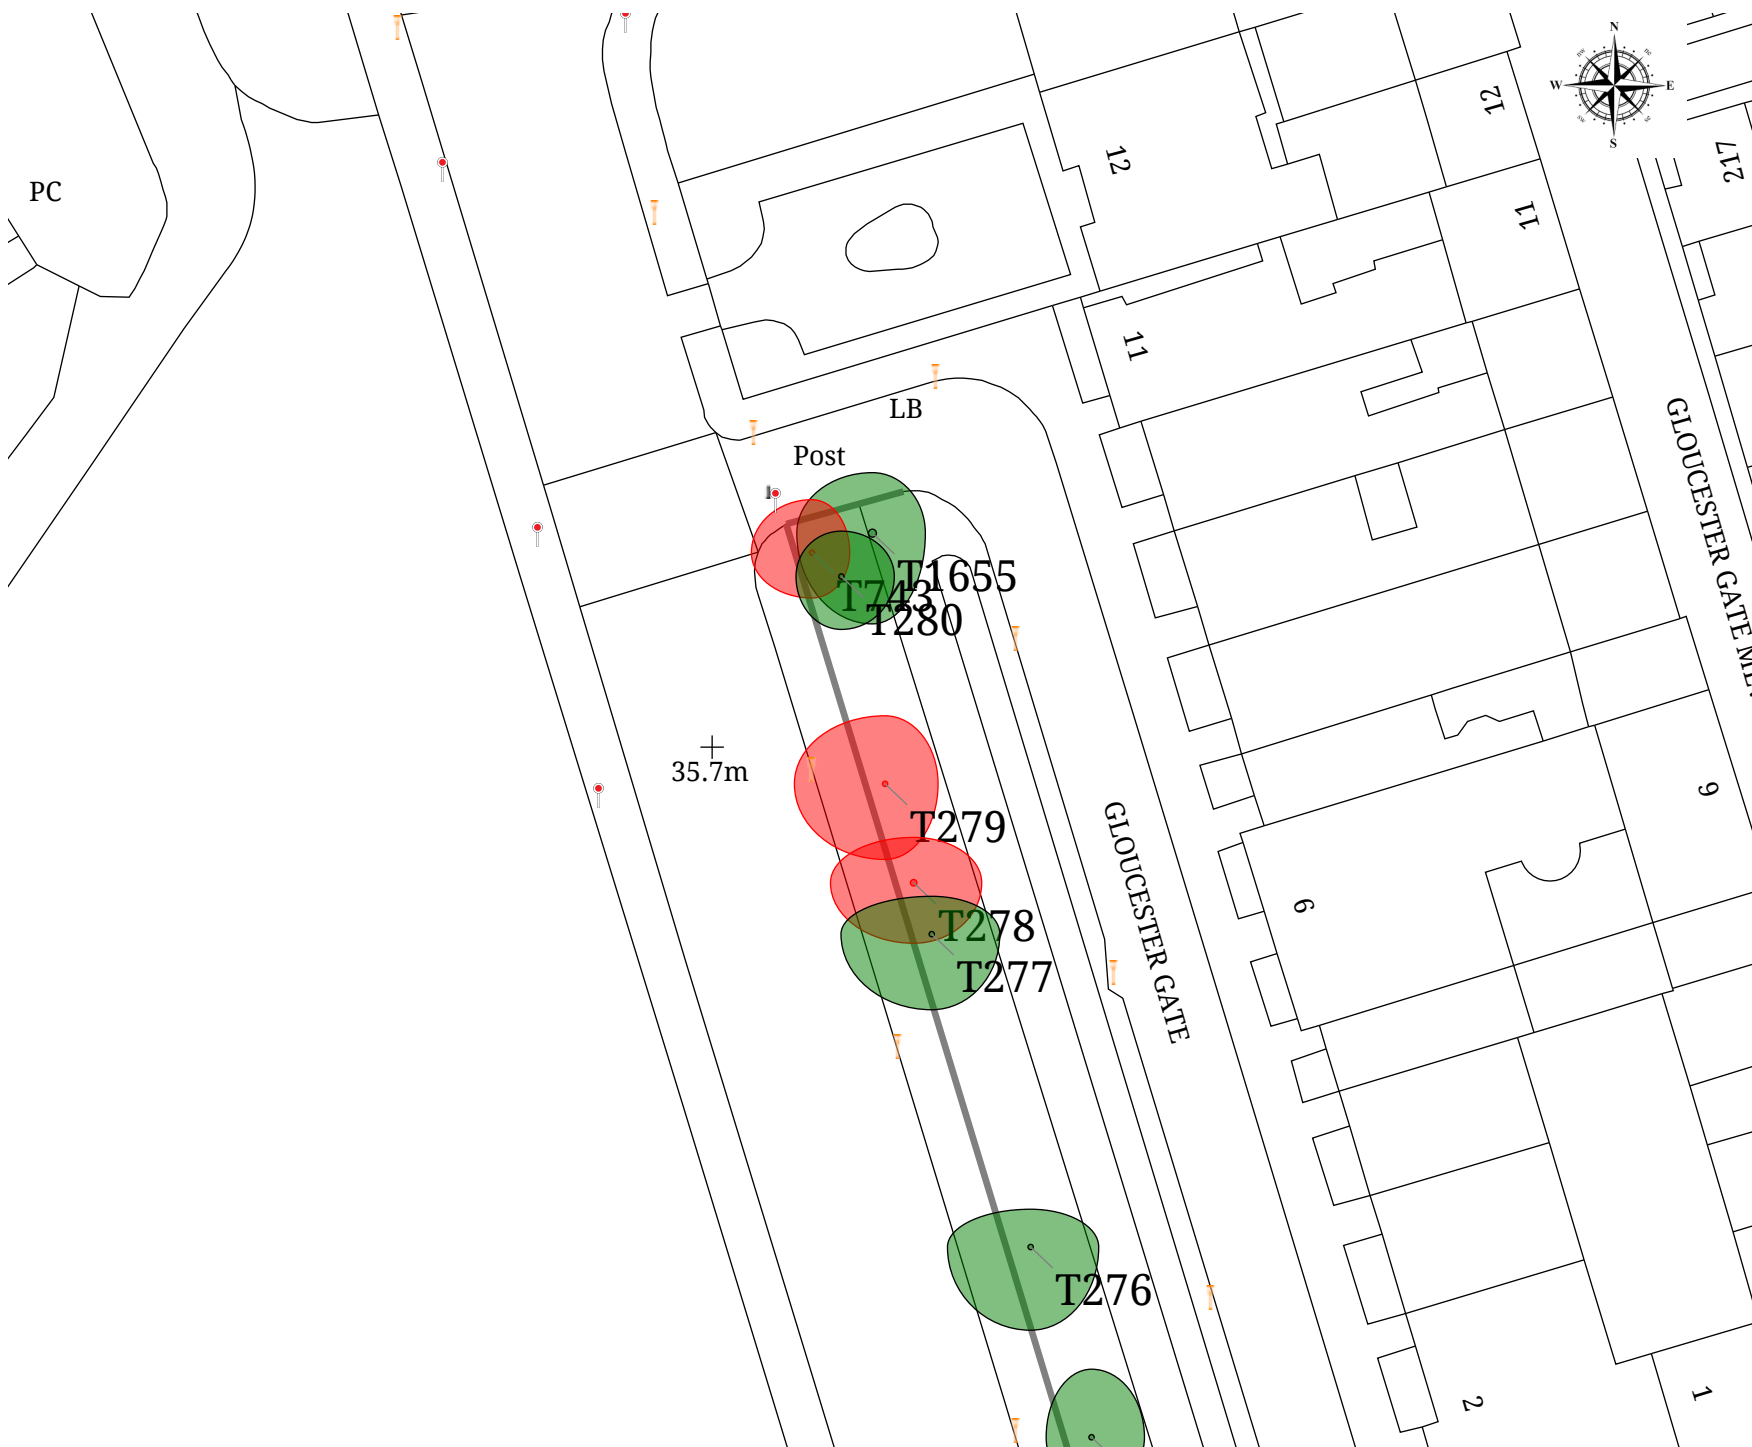 N
W
E
S
PC
12
12
217
11
11
LB
Post
T1655
T743
T280
GLOUCESTER GATE
35.7m
T279
9
GLOUCESTER GATE
6
T278
T277
T276
2
1